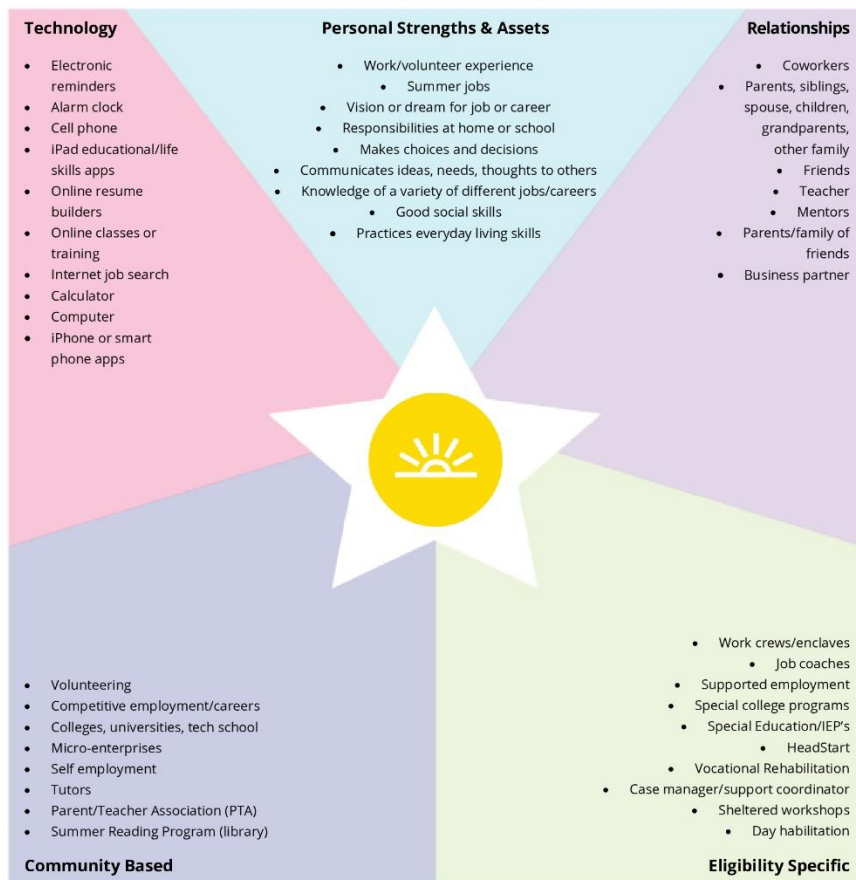 Technology
• Electronic
reminders
• Alarm clock
• Cell phone
• iPad educational/life
skills apps
• Online resume
builders
• Online classes or
training
• Internet job search
• Calculator
• Computer
• iPhone or smart
phone apps
Personal Strengths & Assets
• Work/volunteer experience
• Summer jobs
• Vision or dream for job or career
• Responsibilities at home or school
• Makes choices and decisions
• Communicates ideas, needs, thoughts to others
• Knowledge of a variety of different jobs/careers
• Good social skills
• Practices everyday living skills
Relationships
• Coworkers
• Parents, siblings,
spouse, children,
grandparents,
other family
• Friends
• Teacher
• Mentors
• Parents/family of
friends
• Business partner
• Volunteering
• Competitive employment/careers
• Colleges, universities, tech school
• Micro-enterprises
• Self employment
• Tutors
• Parent/Teacher Association (PTA)
• Summer Reading Program (library)
Community Based
• Work crews/enclaves
• Job coaches
• Supported employment
• Special college programs
• Special Education/IEP's
• HeadStart
• Vocational Rehabilitation
• Case manager/support coordinator
• Sheltered workshops
• Day habilitation
Eligibility Specific